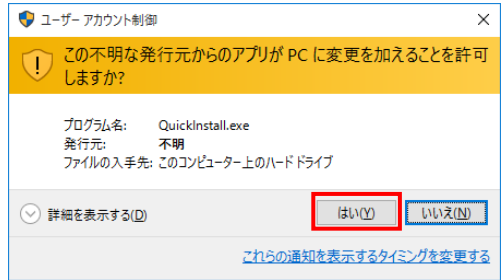 ユーザー アカウント制御
この不明な発行元からのアプリが PC に変更を加えることを許可
しますか?
プログラム名: QuickInstall.exe
発行元: 不明
ファイルの入手先: このコンピューター上のハード ドライブ
詳細を表示する(D)
はい(Y)
いいえ(N)
これらの通知を表示するタイミングを変更する